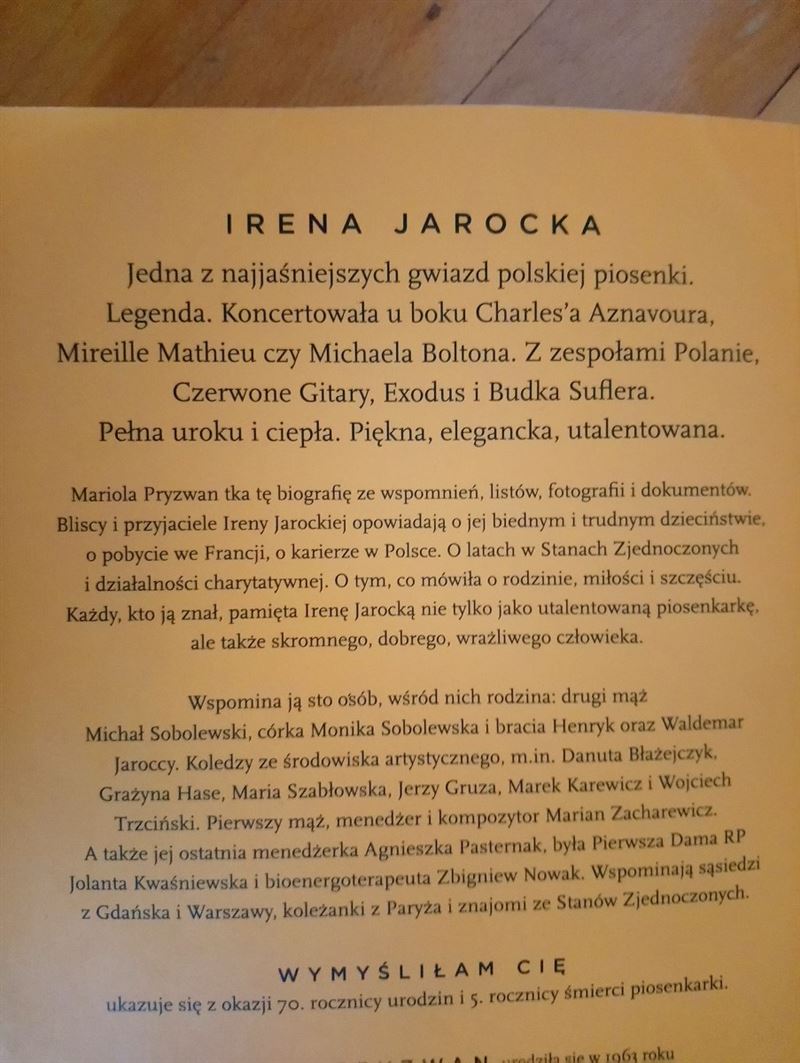 IRENA JAROCKA
Jedna z najjaśniejszych gwiazd polskiej piosenki.
Legenda. Koncertowała u boku Charles'a Aznavoura,
Mireille Mathieu czy Michaela Boltona. Z zespołami Polanie,
Czerwone Gitary, Exodus i Budka Suflera.
Pełna uroku i ciepła. Piękna, elegancka, utalentowana.
Mariola Pryzwan tka tę biografię ze wspomnień, listów, fotografii i dokumentów.
Bliscy i przyjaciele Ireny Jarockiej opowiadają o jej biednym i trudnym dzieciństwie,
o pobycie we Francji, o karierze w Polsce. O latach w Stanach Zjednoczonych
i działalności charytatywnej. O tym, co mówiła o rodzinie, miłości i szczęściu.
Każdy, kto ją znał, pamięta Irenę Jarocką nie tylko jako utalentowaną piosenkarkę,
ale także skromnego, dobrego, wrażliwego człowieka.
Wspomina ją sto osób, wśród nich rodzina: drugi mąż
Michał Sobolewski, córka Monika Sobolewska i bracia Henryk oraz Waldemar
Jaroccy. Koledzy ze środowiska artystycznego, m.in. Danuta Błażejczyk,
Grażyna Hase, Maria Szabłowska, Jerzy Gruza, Marek Karewicz i Wojciech
Trzciński. Pierwszy mąż, menedżer i kompozytor Marian Zacharewicz.
A także jej ostatnia menedżerka Agnieszka Pasternak, była Pierwsza Dama RP
Jolanta Kwaśniewska i bioenergoterapeuta Zbigniew Nowak. Wspominają sąsiedzi
z Gdańska i Warszawy, koleżanki z Paryża i znajomi ze Stanów Zjednoczonych.
WYMYŚLIŁAM CIĘ
ukazuje się z okazji 70. rocznicy urodzin i 5. rocznicy śmierci piosenkarki.
urodziła się w 1963 roku